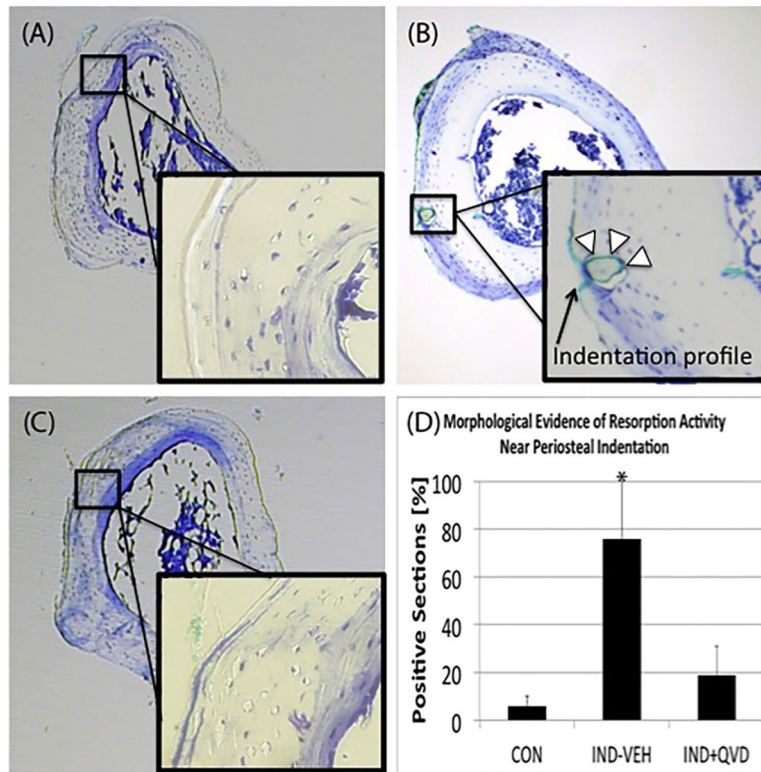 (A)
(B)
Indentation profile
(C)
(D) Morphological Evidence of Resorption Activity
Near Periosteal Indentation
Positive Sections [%]
100
80
60
40
20
0
*
CON IND-VEH IND+QVD